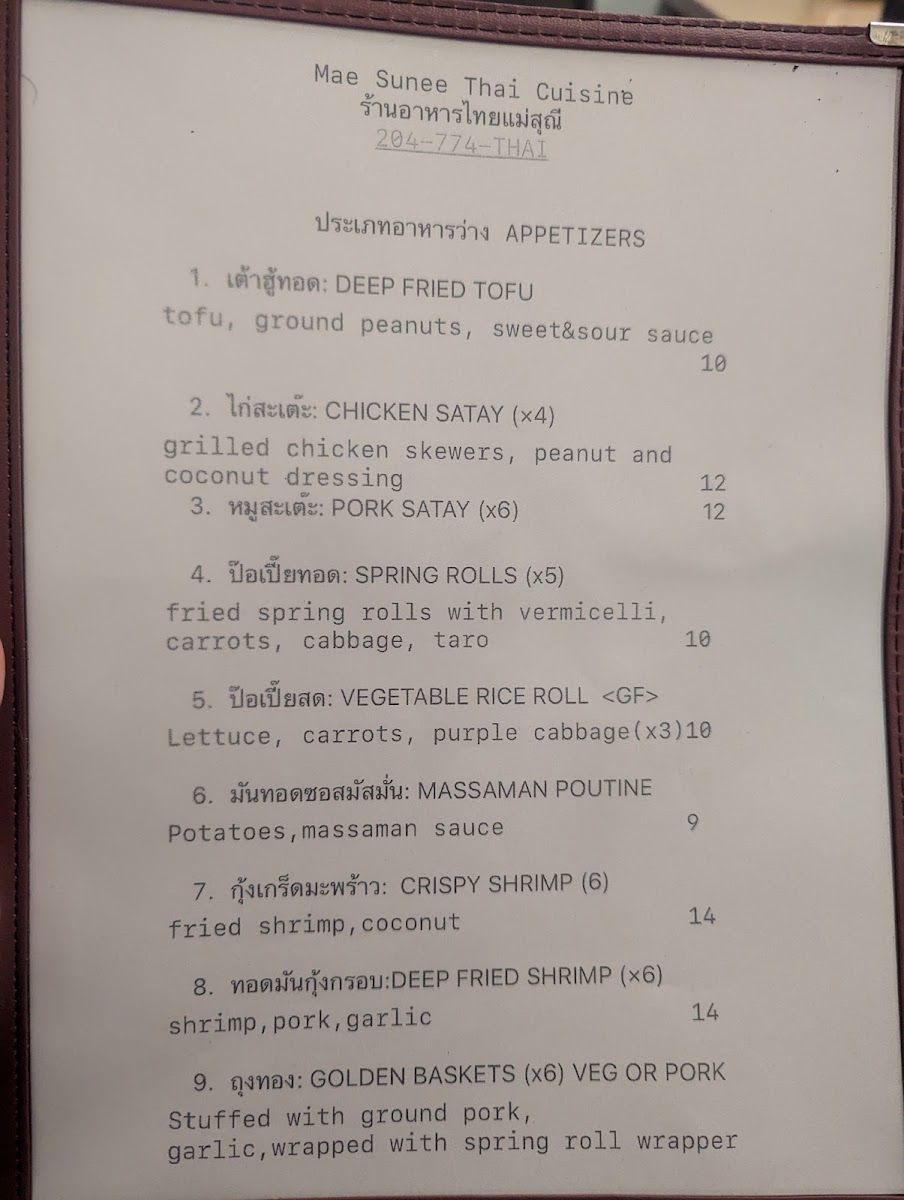 Mae Sunee Thai Cuisine
ร้านอาหารไทยแม่สุณี
204-774-THAI
ประเภทอาหารว่าง APPETIZERS
1. เต้าฮู้ทอด: DEEP FRIED TOFU
tofu, ground peanuts, sweet&sour sauce
10
2. ไก่สะเต๊ะ: CHICKEN SATAY (×4)
grilled chicken skewers, peanut and
coconut dressing 12
3. หมูสะเต๊ะ: PORK SATAY (x6) 12
4. ป๊อเปี๊ยทอด: SPRING ROLLS (x5)
fried spring rolls with vermicelli,
carrots, cabbage, taro 10
5. ป๊อเปี๊ยสด: VEGETABLE RICE ROLL <GF>
Lettuce, carrots, purple cabbage(x3)10
6. มันทอดซอสมัสมั่น: MASSAMAN POUTINE
Potatoes,massaman sauce 9
7. กุ้งเกร็ดมะพร้าว: CRISPY SHRIMP (6)
fried shrimp,coconut 14
8. ทอดมันกุ้งกรอบ:DEEP FRIED SHRIMP (×6)
shrimp,pork,garlic 14
9. ถุงทอง: GOLDEN BASKETS (x6) VEG OR PORK
Stuffed with ground pork,
garlic,wrapped with spring roll wrapper